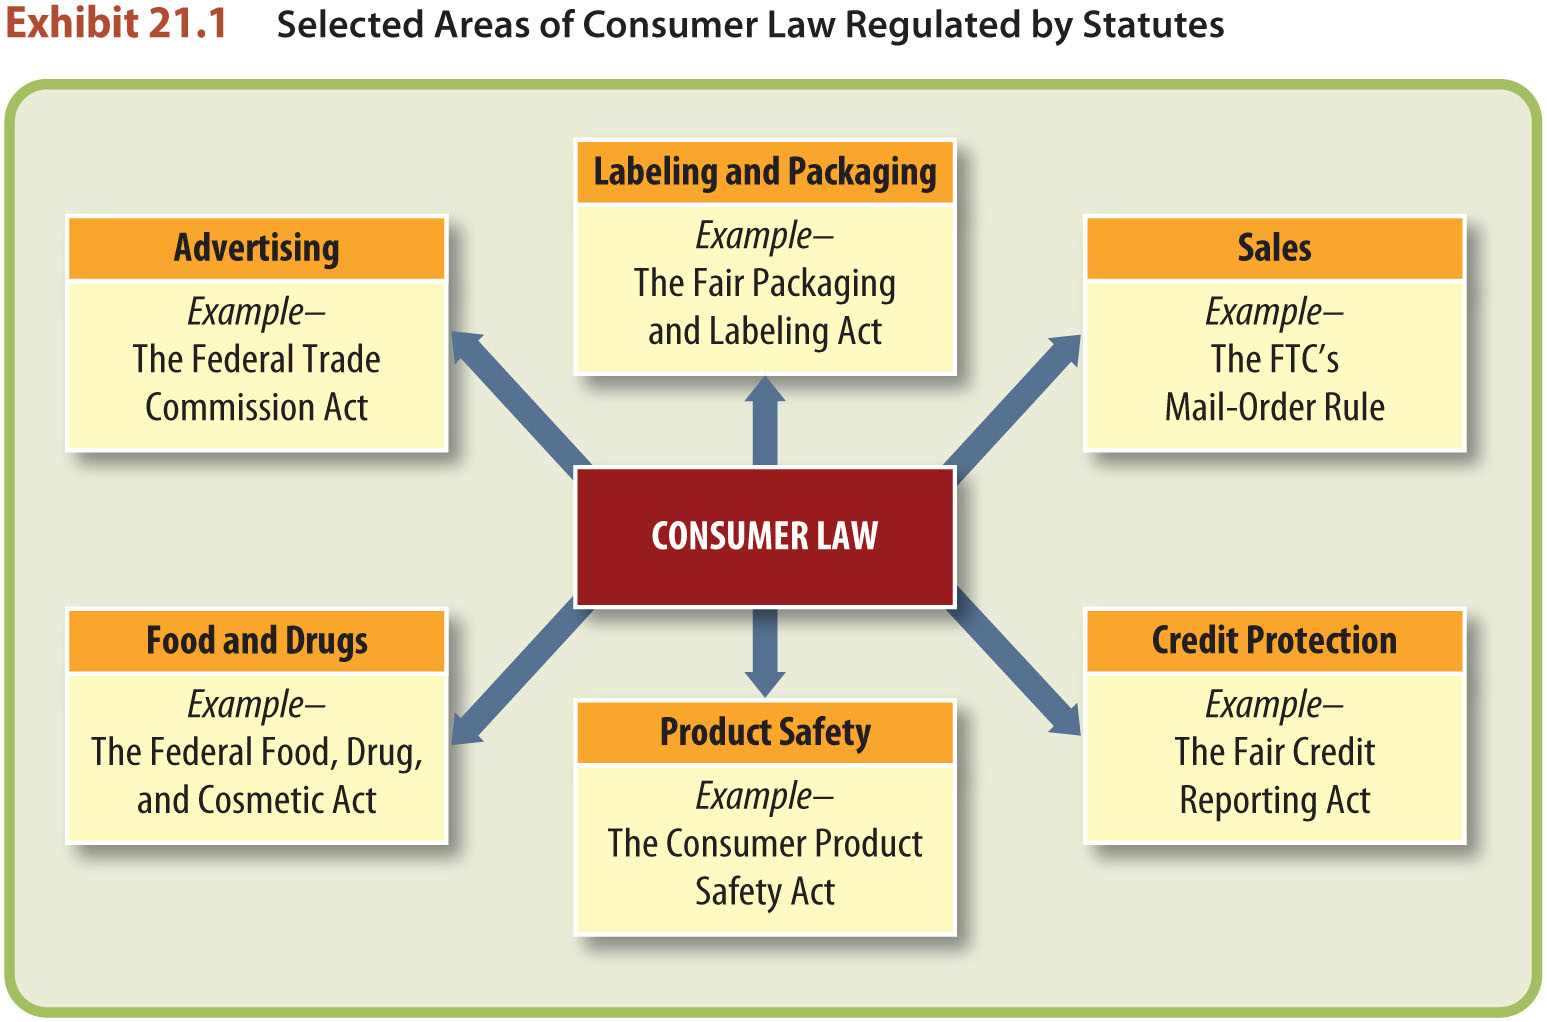 Exhibit 21.1 Selected Areas of Consumer Law Regulated by Statutes
Labeling and Packaging
Example–
The Fair Packaging
and Labeling Act
Advertising
Example–
The Federal Trade
Commission Act
Sales
Example–
The FTC’s
Mail-Order Rule
CONSUMER LAW
Food and Drugs
Example–
The Federal Food, Drug,
and Cosmetic Act
Product Safety
Example–
The Consumer Product
Safety Act
Credit Protection
Example–
The Fair Credit
Reporting Act